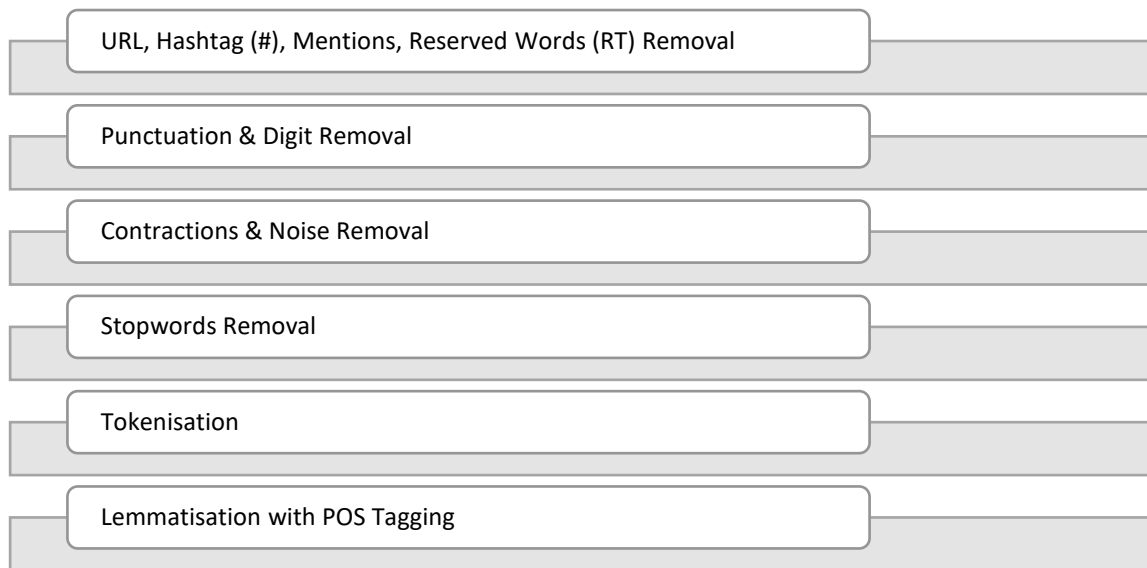 URL, Hashtag (#), Mentions, Reserved Words (RT) Removal
Punctuation & Digit Removal
Contractions & Noise Removal
Stopwords Removal
Tokenisation
Lemmatisation with POS Tagging